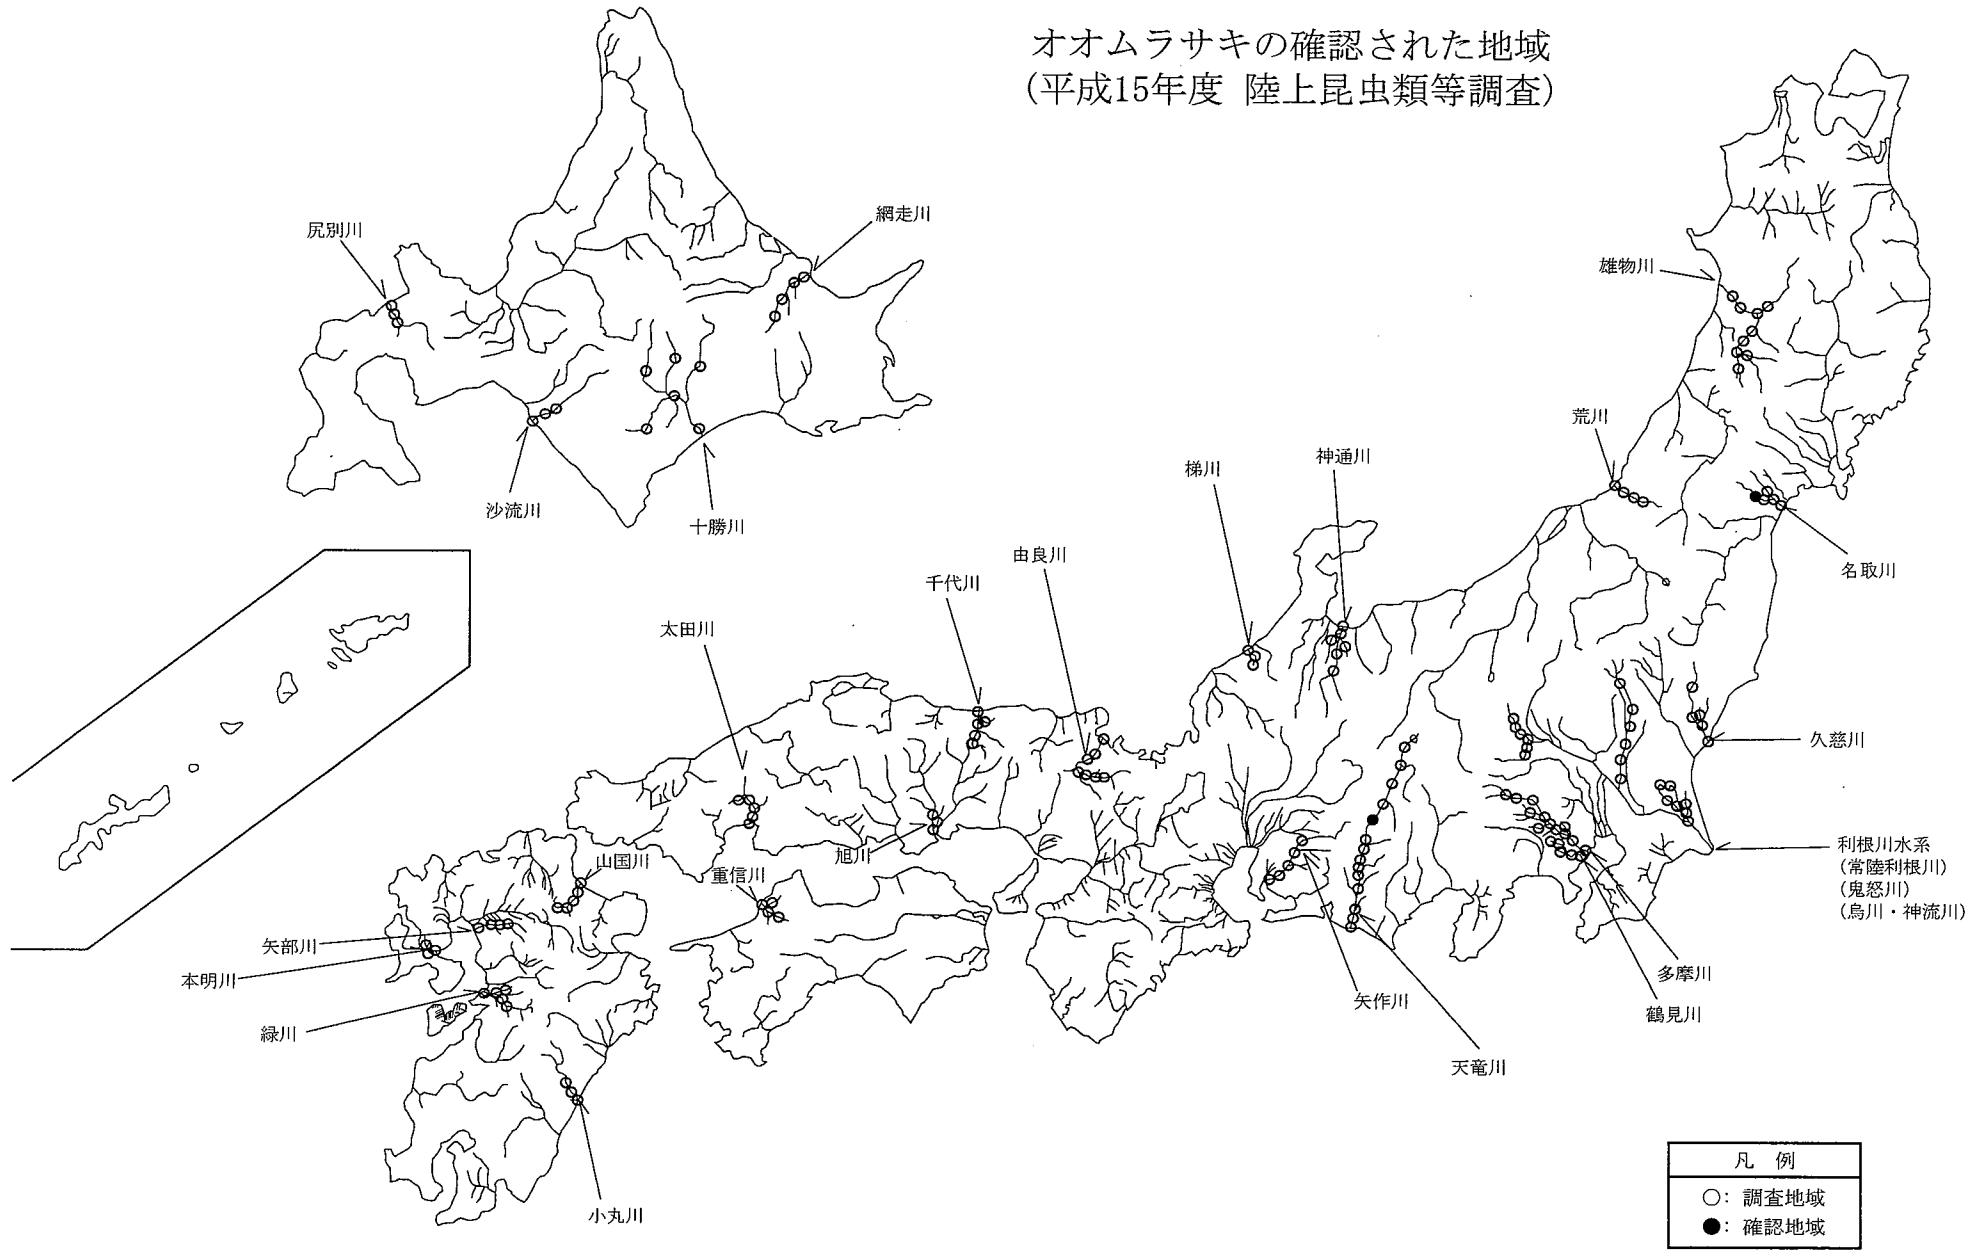 オオムラサキの確認された地域
(平成15年度 陸上昆虫類等調査)
尻別川
網走川
沙流川
十勝川
雄物川
荒川
名取川
梯川
神通川
由良川
千代川
太田川
久慈川
利根川水系
(常陸利根川)
(鬼怒川)
(烏川・神流川)
旭川
山国川
重信川
矢部川
本明川
緑川
小丸川
多摩川
鶴見川
矢作川
天竜川
凡 例
○: 調査地域
●: 確認地域